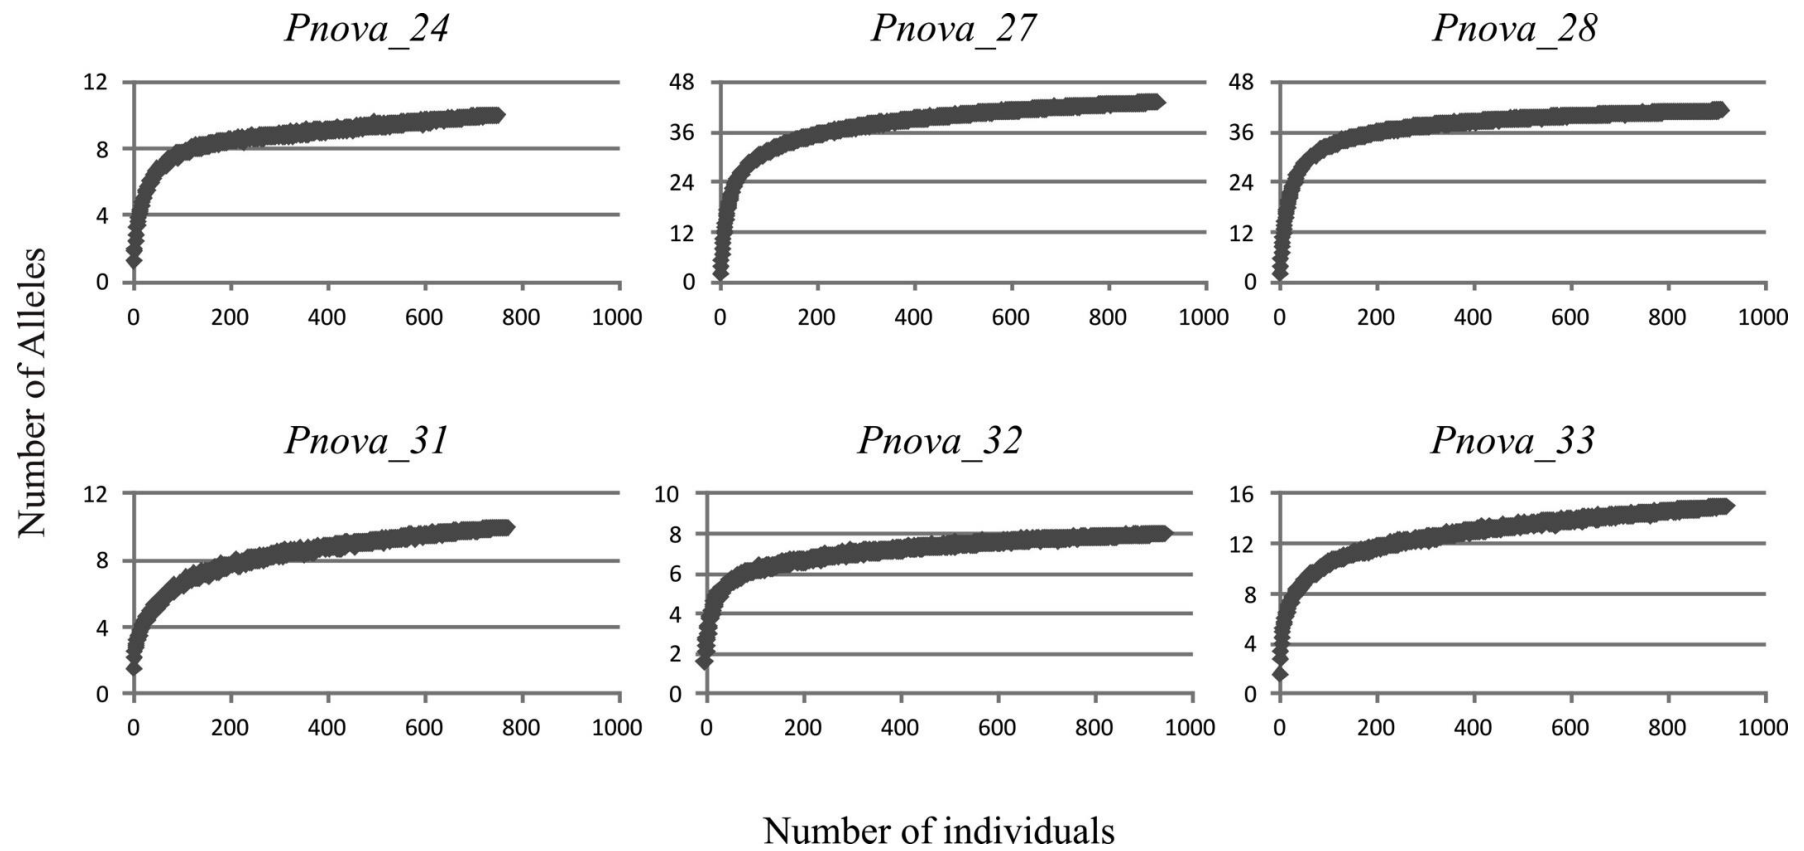 Pnova_24 Pnova_27 Pnova_28
12 48 48
8 36 36
4 24 24
12 12
0 0 0
0 200 400 600 800 1000 0 200 400 600 800 1000 0 200 400 600 800 1000
Number of Alleles
Pnova_31 Pnova_32 Pnova_33
12 10 16
8 8 12
6 8
4 4 4
2
0 0 0
0 200 400 600 800 1000 0 200 400 600 800 1000 0 200 400 600 800 1000
Number of individuals